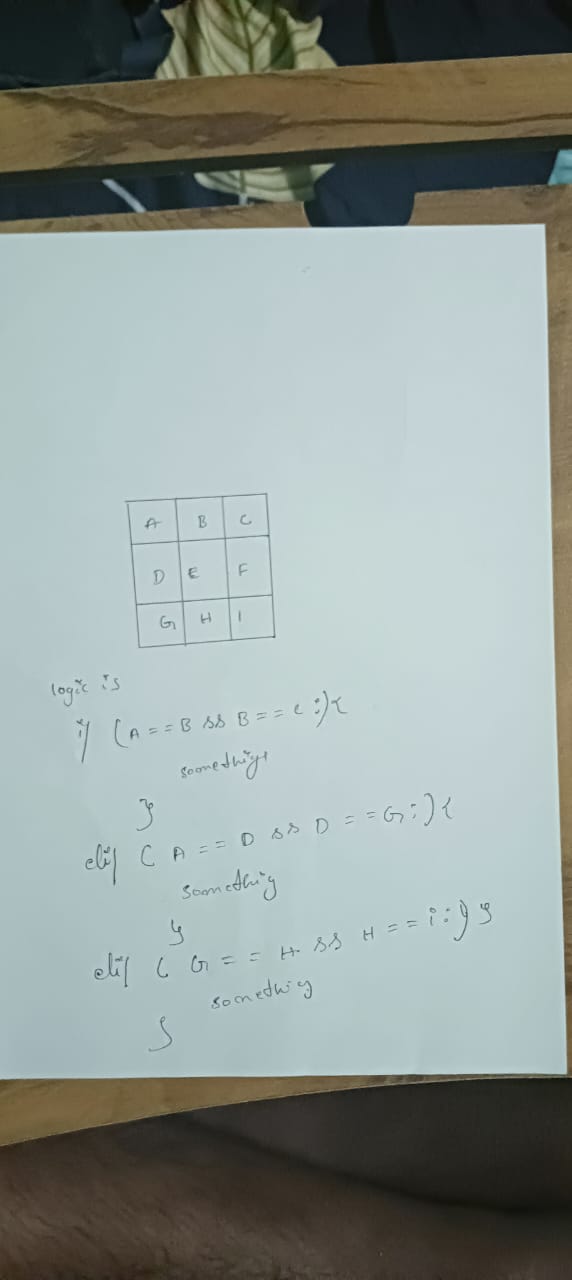 A B C
D E F
G H I
logic is
if (A==B && B==C:){
something
}
elif (A==D && D==G:){
something
}
elif (G==H && H==i:){
something
}